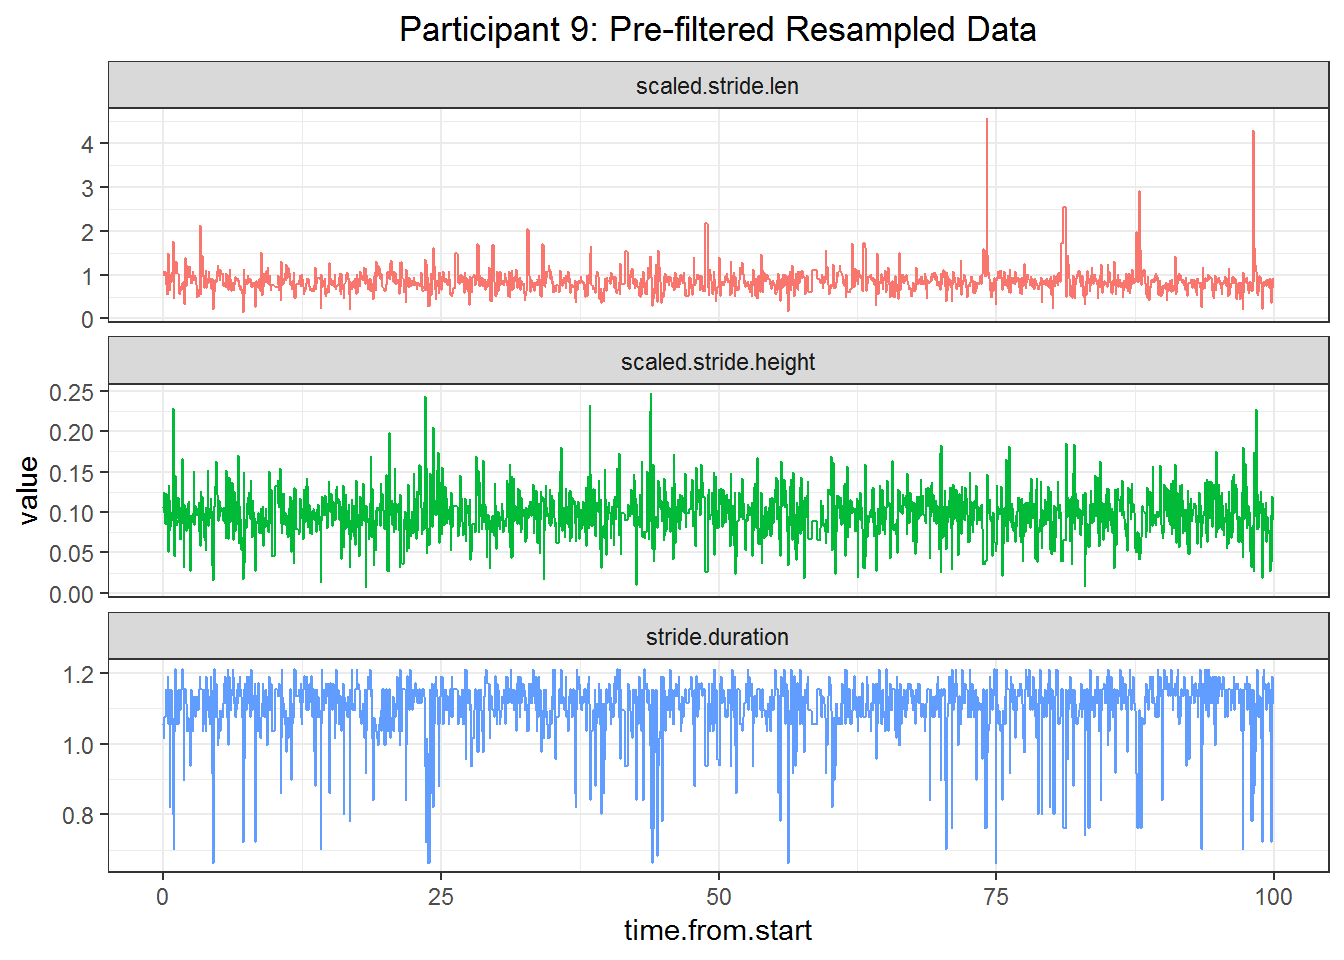 Participant 9: Pre-filtered Resampled Data
scaled.stride.len
4
3
2
1
0
scaled.stride.height
0.25
0.20
0.15
0.10
0.05
0.00
value
stride.duration
1.2
1.0
0.8
0 25 50 75 100
time.from.start